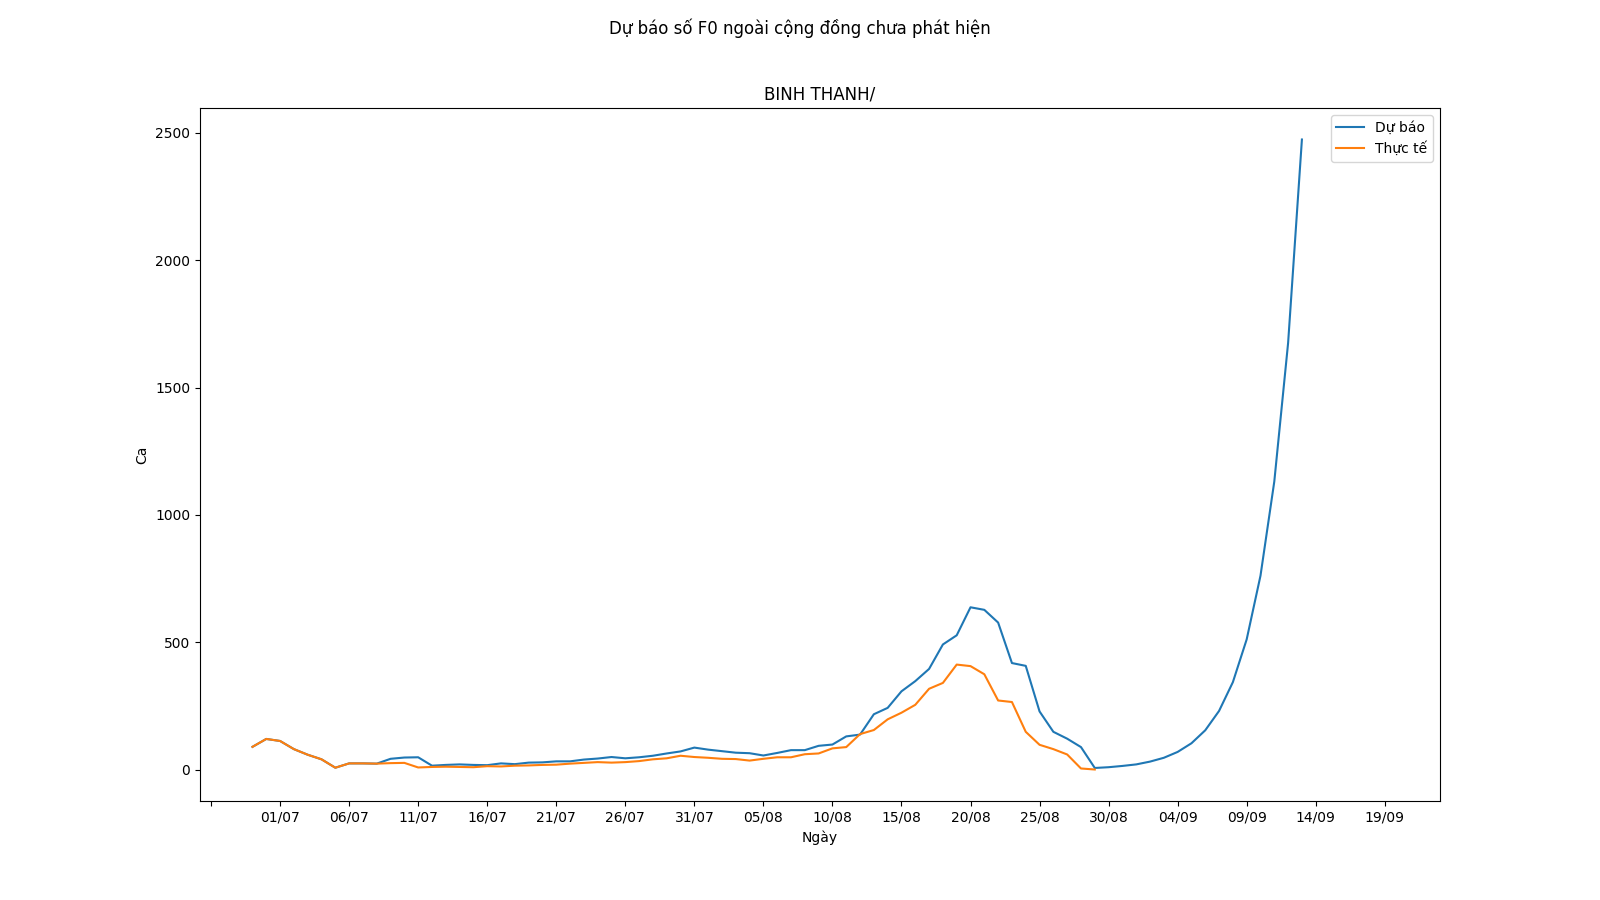 Dự báo số F0 ngoài cộng đồng chưa phát hiện
BINH THANH/
Dự báo
Thực tế
2500
2000
1500
1000
500
0
Ca
01/07 06/07 11/07 16/07 21/07 26/07 31/07 05/08 10/08 15/08 20/08 25/08 30/08 04/09 09/09 14/09 19/09
Ngày